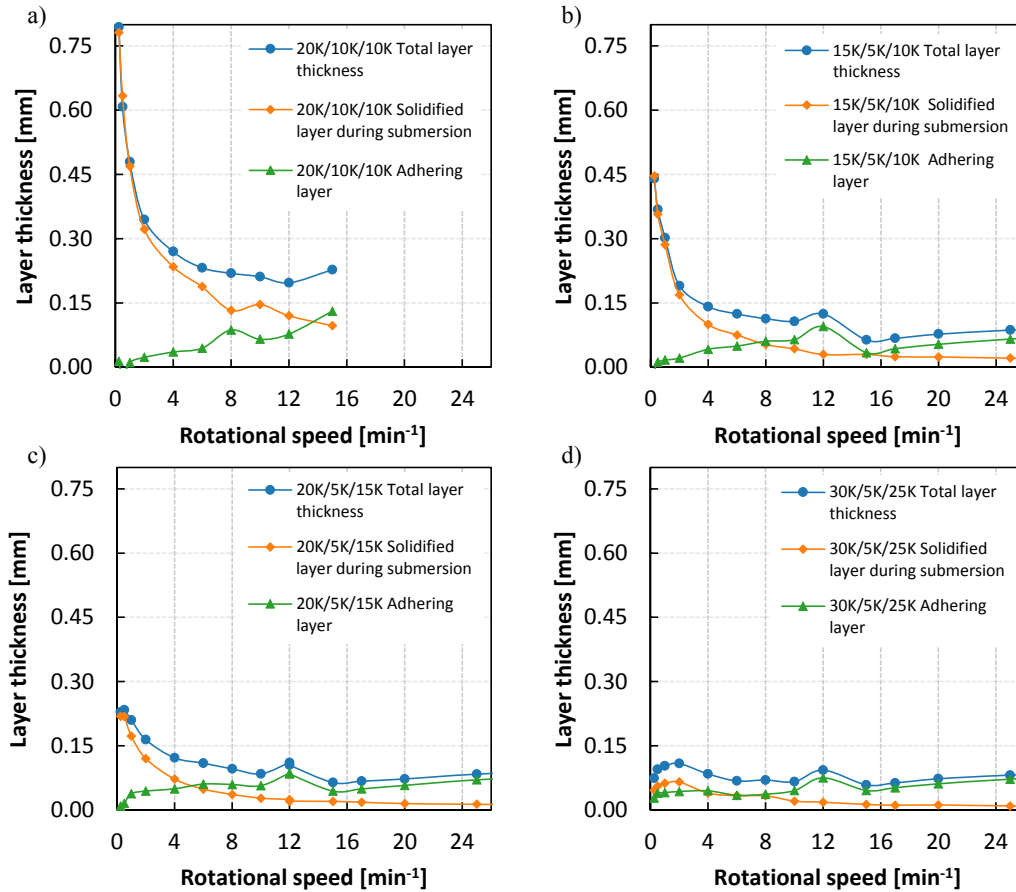 a)
Layer thickness [mm]
0.75
0.60
0.45
0.30
0.15
0.00
20K/10K/10K Total layer
thickness
20K/10K/10K Solidified
layer during submersion
20K/10K/10K Adhering
layer
0 4 8 12 16 20 24
Rotational speed [min-1]
b)
Layer thickness [mm]
0.75
0.60
0.45
0.30
0.15
0.00
15K/5K/10K Total layer
thickness
15K/5K/10K Solidified
layer during submersion
15K/5K/10K Adhering
layer
0 4 8 12 16 20 24
Rotational speed [min-1]
c)
Layer thickness [mm]
0.75
0.60
0.45
0.30
0.15
0.00
20K/5K/15K Total layer
thickness
20K/5K/15K Solidified
layer during submersion
20K/5K/15K Adhering
layer
0 4 8 12 16 20 24
Rotational speed [min-1]
d)
Layer thickness [mm]
0.75
0.60
0.45
0.30
0.15
0.00
30K/5K/25K Total layer
thickness
30K/5K/25K Solidified
layer during submersion
30K/5K/25K Adhering
layer
0 4 8 12 16 20 24
Rotational speed [min-1]